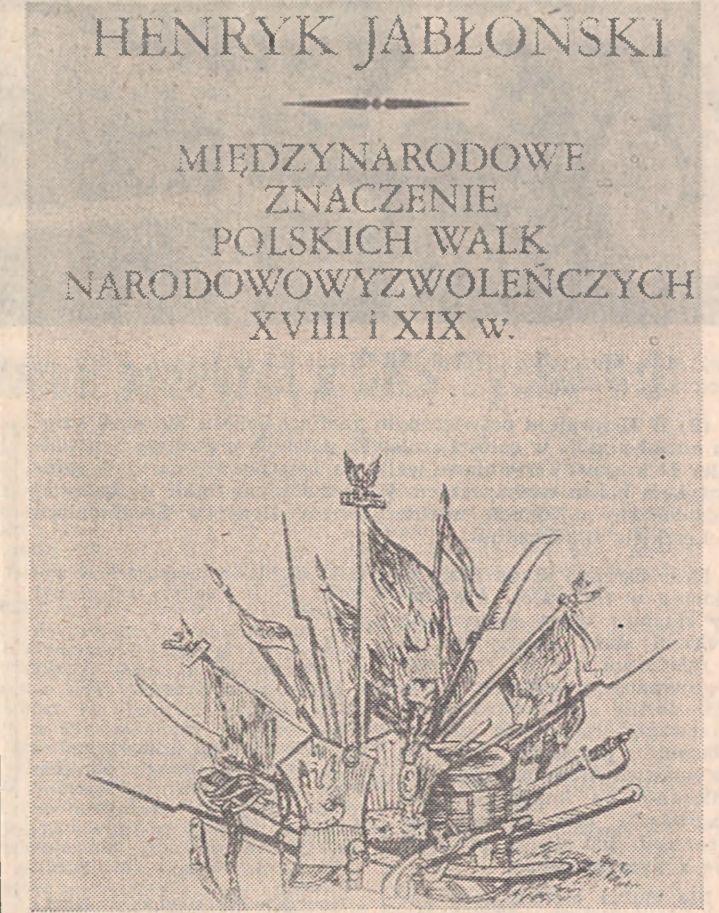 HENRYK JABŁOŃSKI
MIĘDZYNARODOWE
ZNACZENIE
POLSKICH WALK
NARODOWOWYZWOLEŃCZYCH
XVIII i XIX w.